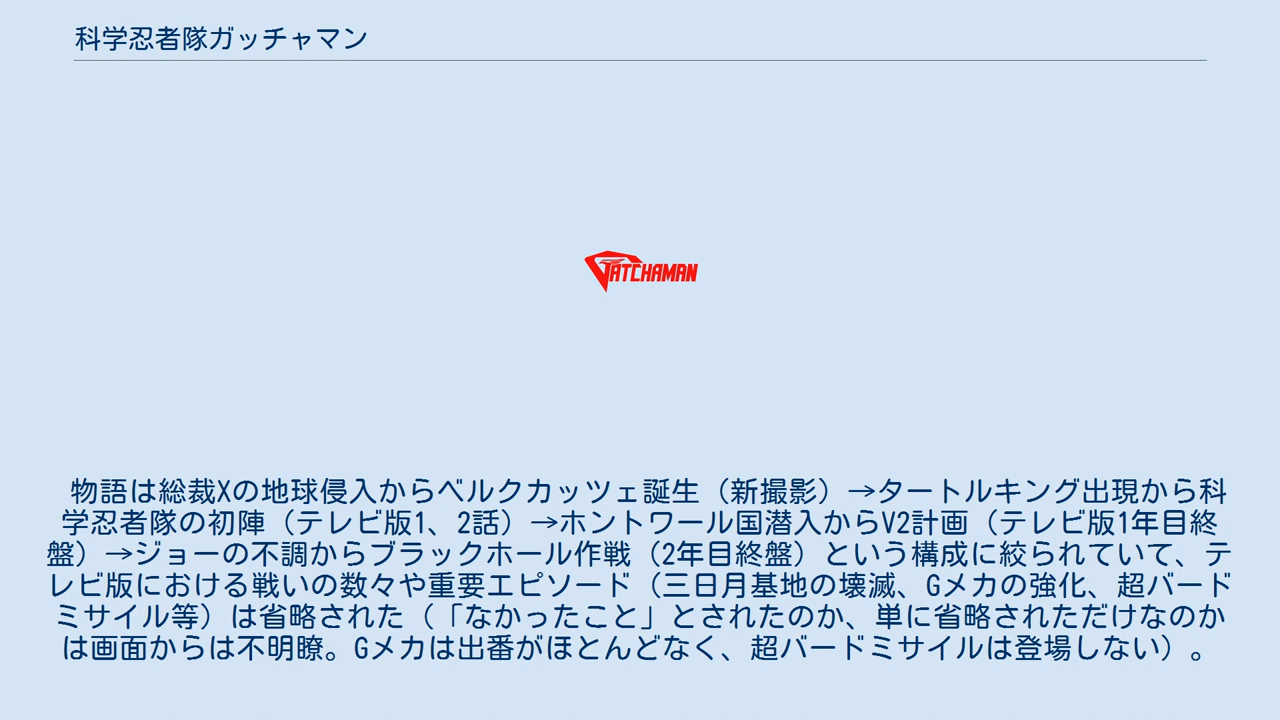 科学忍者隊ガッチャマン
GATCHAMAN
物語は総裁Xの地球侵入からベルクカッツェ誕生（新撮影）→タートルキング出現から科
学忍者隊の初陣（テレビ版1、2話）→ホントワール国潜入からV2計画（テレビ版1年目終
盤）→ジョーの不調からブラックホール作戦（2年目終盤）という構成に絞られていて、テ
レビ版における戦いの数々や重要エピソード（三日月基地の壊滅、Gメカの強化、超バード
ミサイル等）は省略された（「なかったこと」とされたのか、単に省略されただけなのか
は画面からは不明瞭。Gメカは出番がほとんどなく、超バードミサイルは登場しない）。